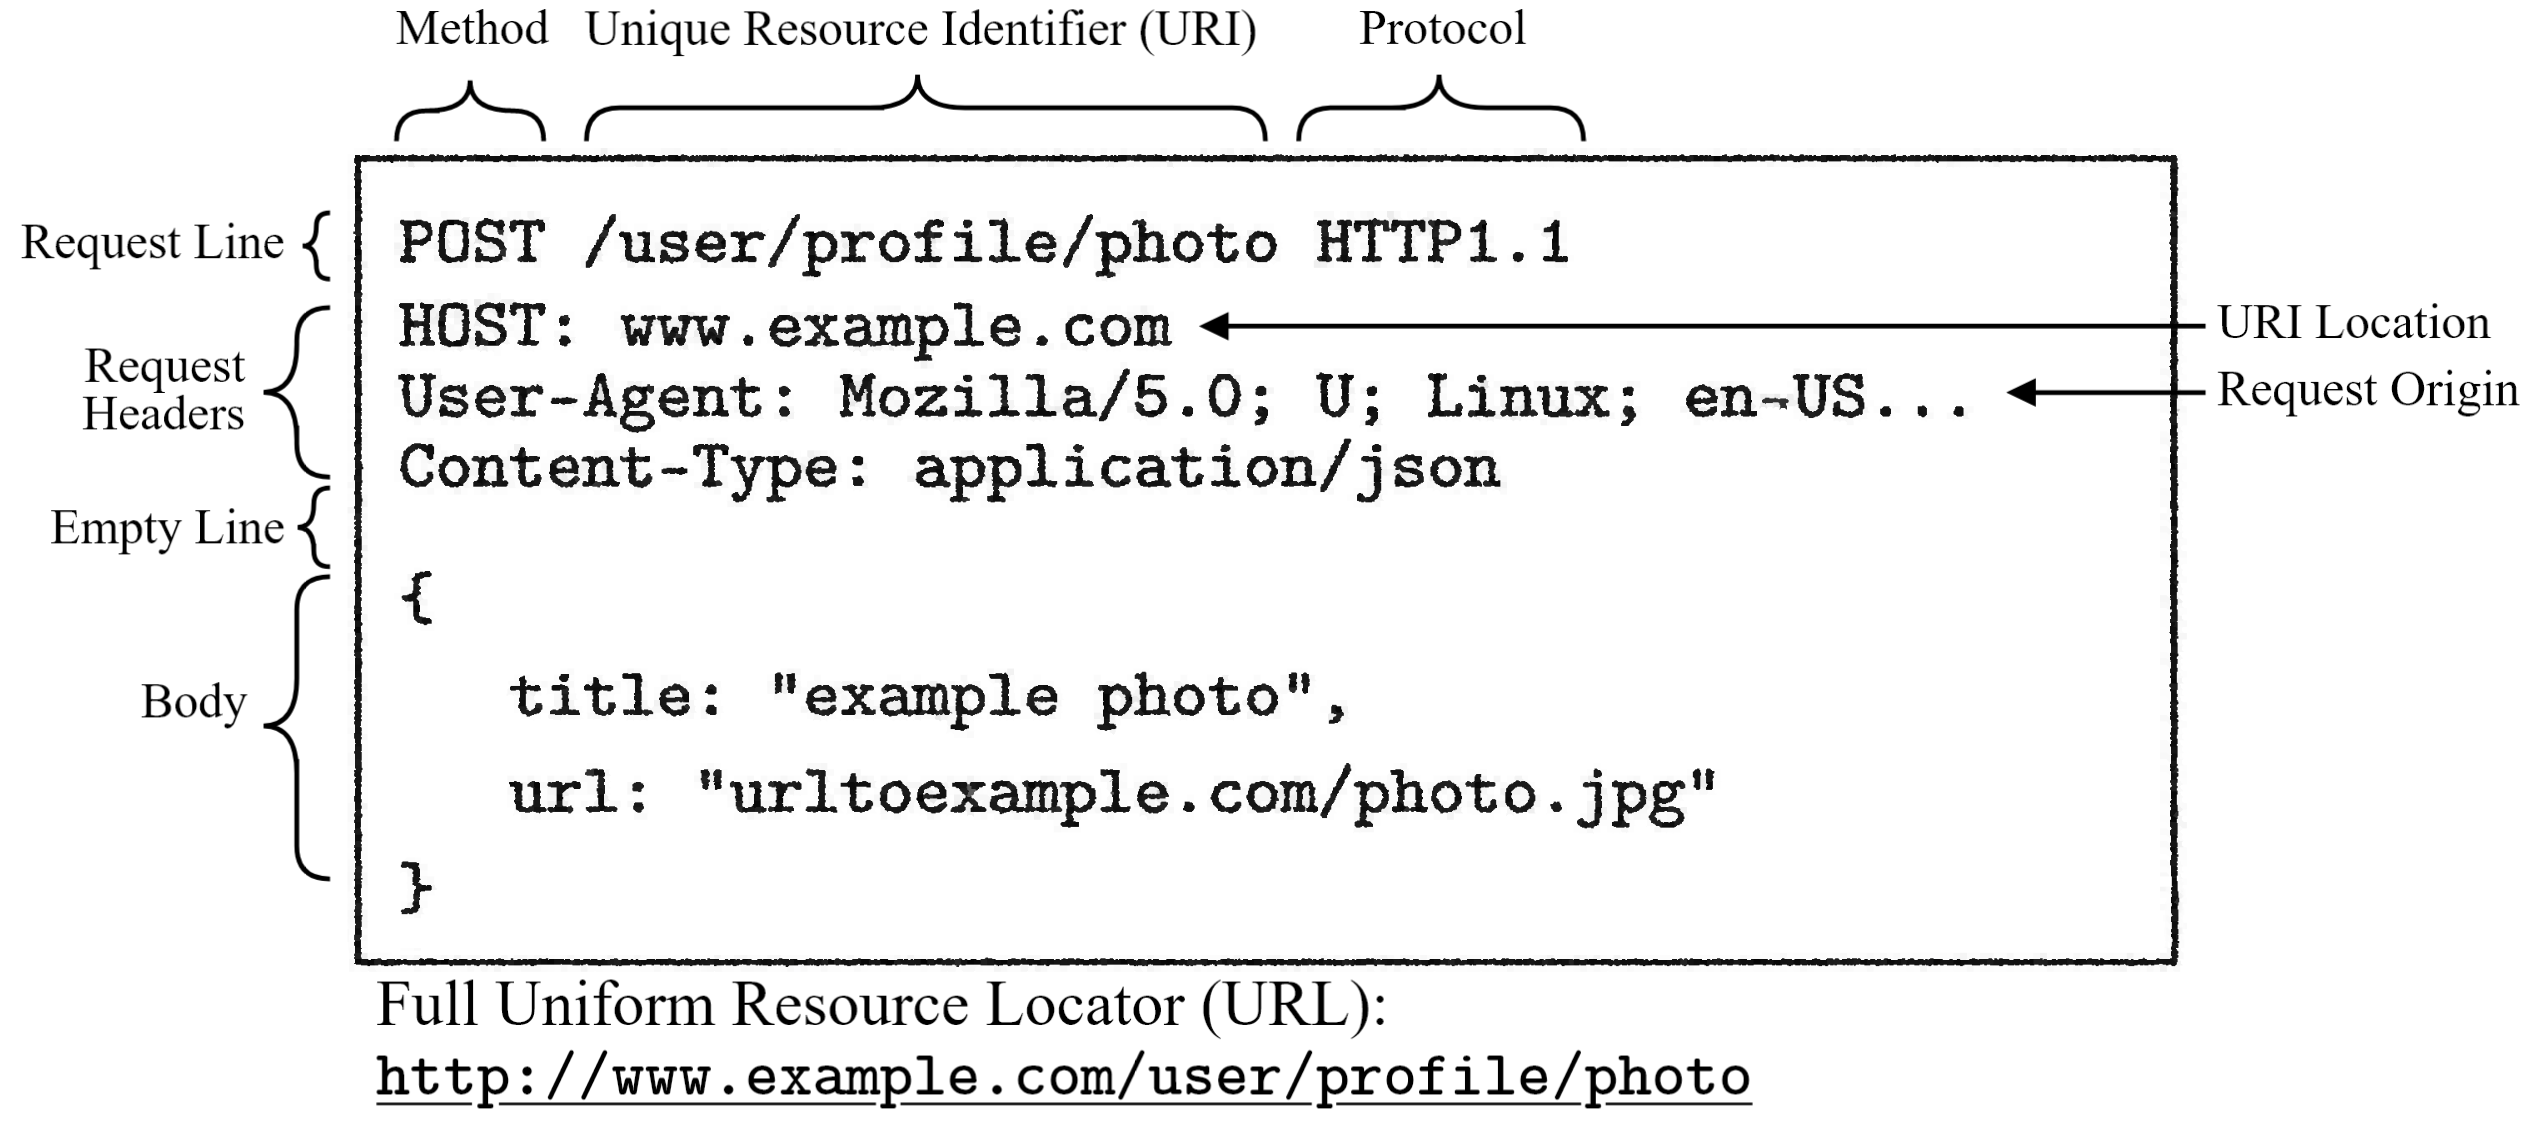 Method Unique Resource Identifier (URI) Protocol
Request Line POST /user/profile/photo HTTP1.1
HOST: www.example.com URI Location
Request
Headers
User-Agent: Mozilla/5.0; U; Linux; en-US... Request Origin
Content-Type: application/json
Empty Line
{
Body
title: "example photo",
url: "urltoexample.com/photo.jpg"
}
Full Uniform Resource Locator (URL):
http://www.example.com/user/profile/photo